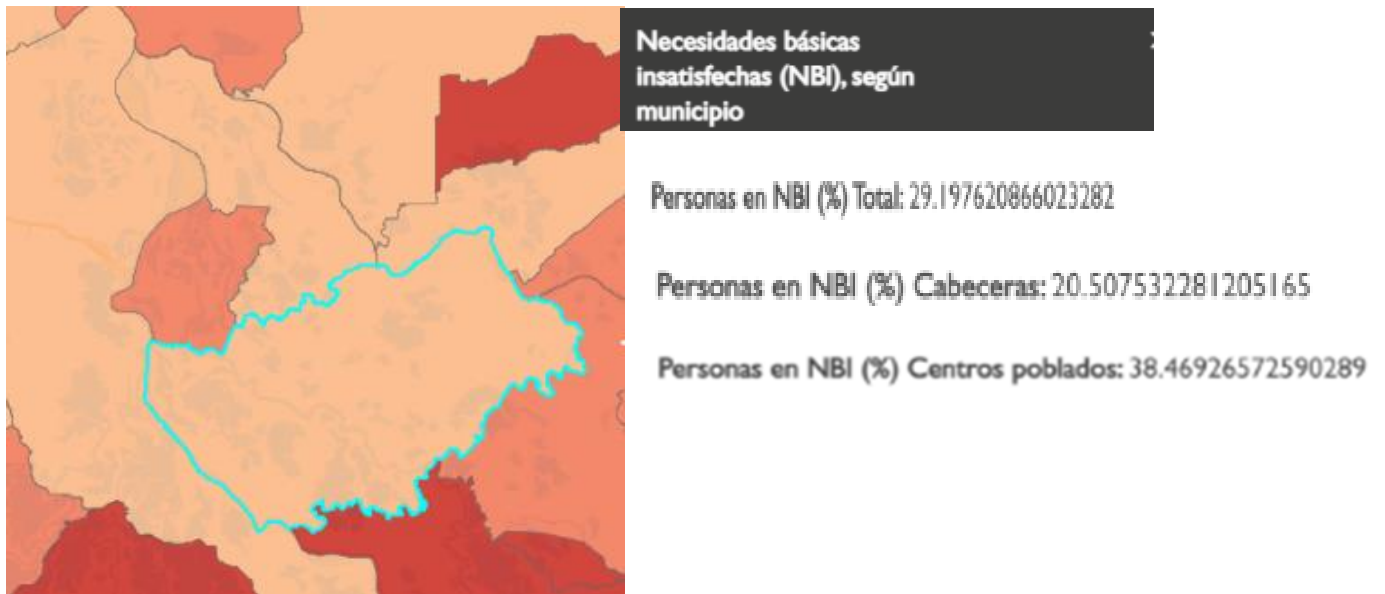 Necesidades básicas
insatisfechas (NBI), según
municipio
Personas en NBI (%) Total: 29.197620866023282
Personas en NBI (%) Cabeceras: 20.507532281205165
Personas en NBI (%) Centros poblados: 38.46926572590289